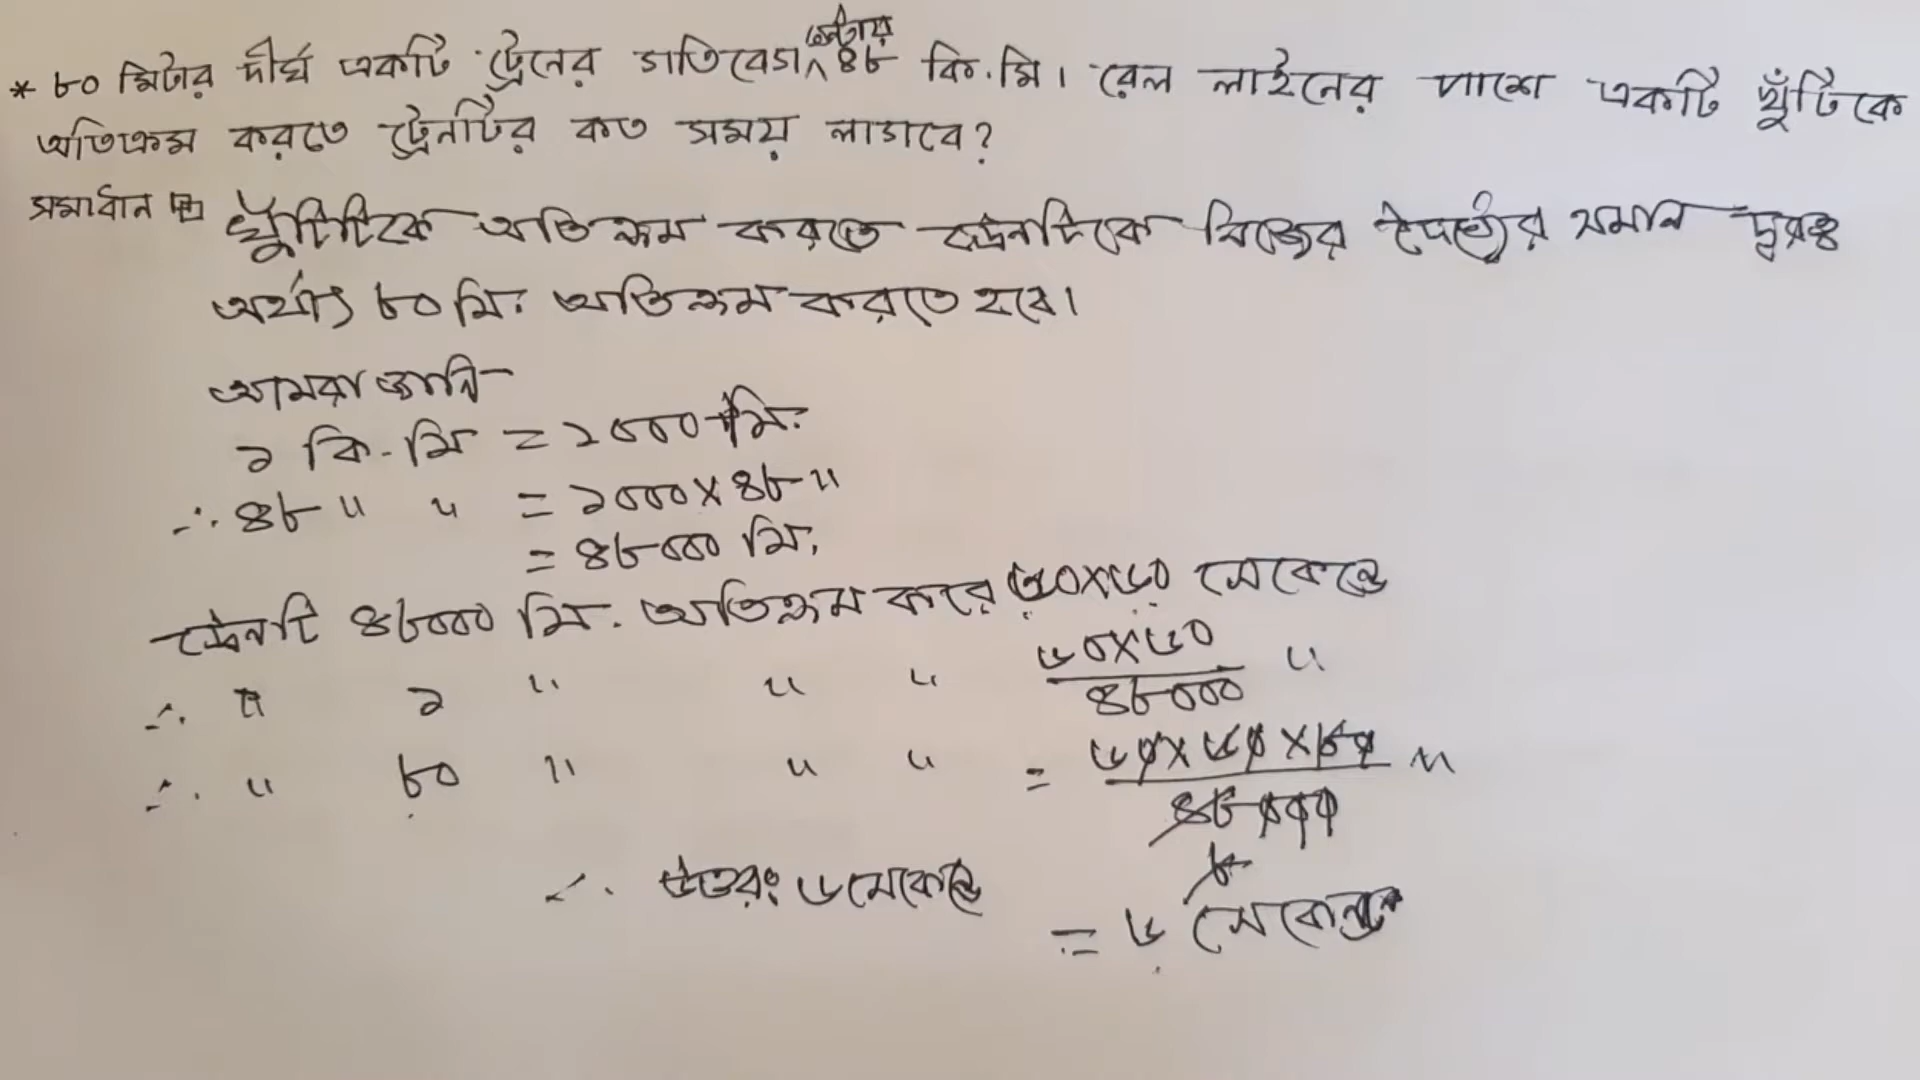 * ৮০ মিটার দীর্ঘ একটি ট্রেনের গতিবেগ ঘন্টায় ৪৮ কি.মি। রেল লাইনের পাশে একটি খুঁটিকে
অতিক্রম করতে ট্রেনটির কত সময় লাগবে?
সমাধান খুঁটিটিকে অতিক্রম করতে ট্রেনটিকে নিজের দৈর্ঘ্যের সমান দূরত্ব
অর্থাৎ ৮০ মি. অতিক্রম করতে হবে।
আমরা জানি-
১ কি.মি = ১০০০ মি.
∴ ৪৮ " " = ১০০০×৪৮ "
= ৪৮০০০ মি.
ট্রেনটি ৪৮০০০ মি. অতিক্রম করে ৬০×৬০ সেকেন্ডে
∴ " ১ " " " ৬০×৬০/৪৮০০০ "
∴ " ৮০ " " " = ৬০×৬০×৮০/৪৮০০০ "
৮
= ৬ সেকেন্ডে
∴ উত্তরঃ ৬ সেকেন্ডে